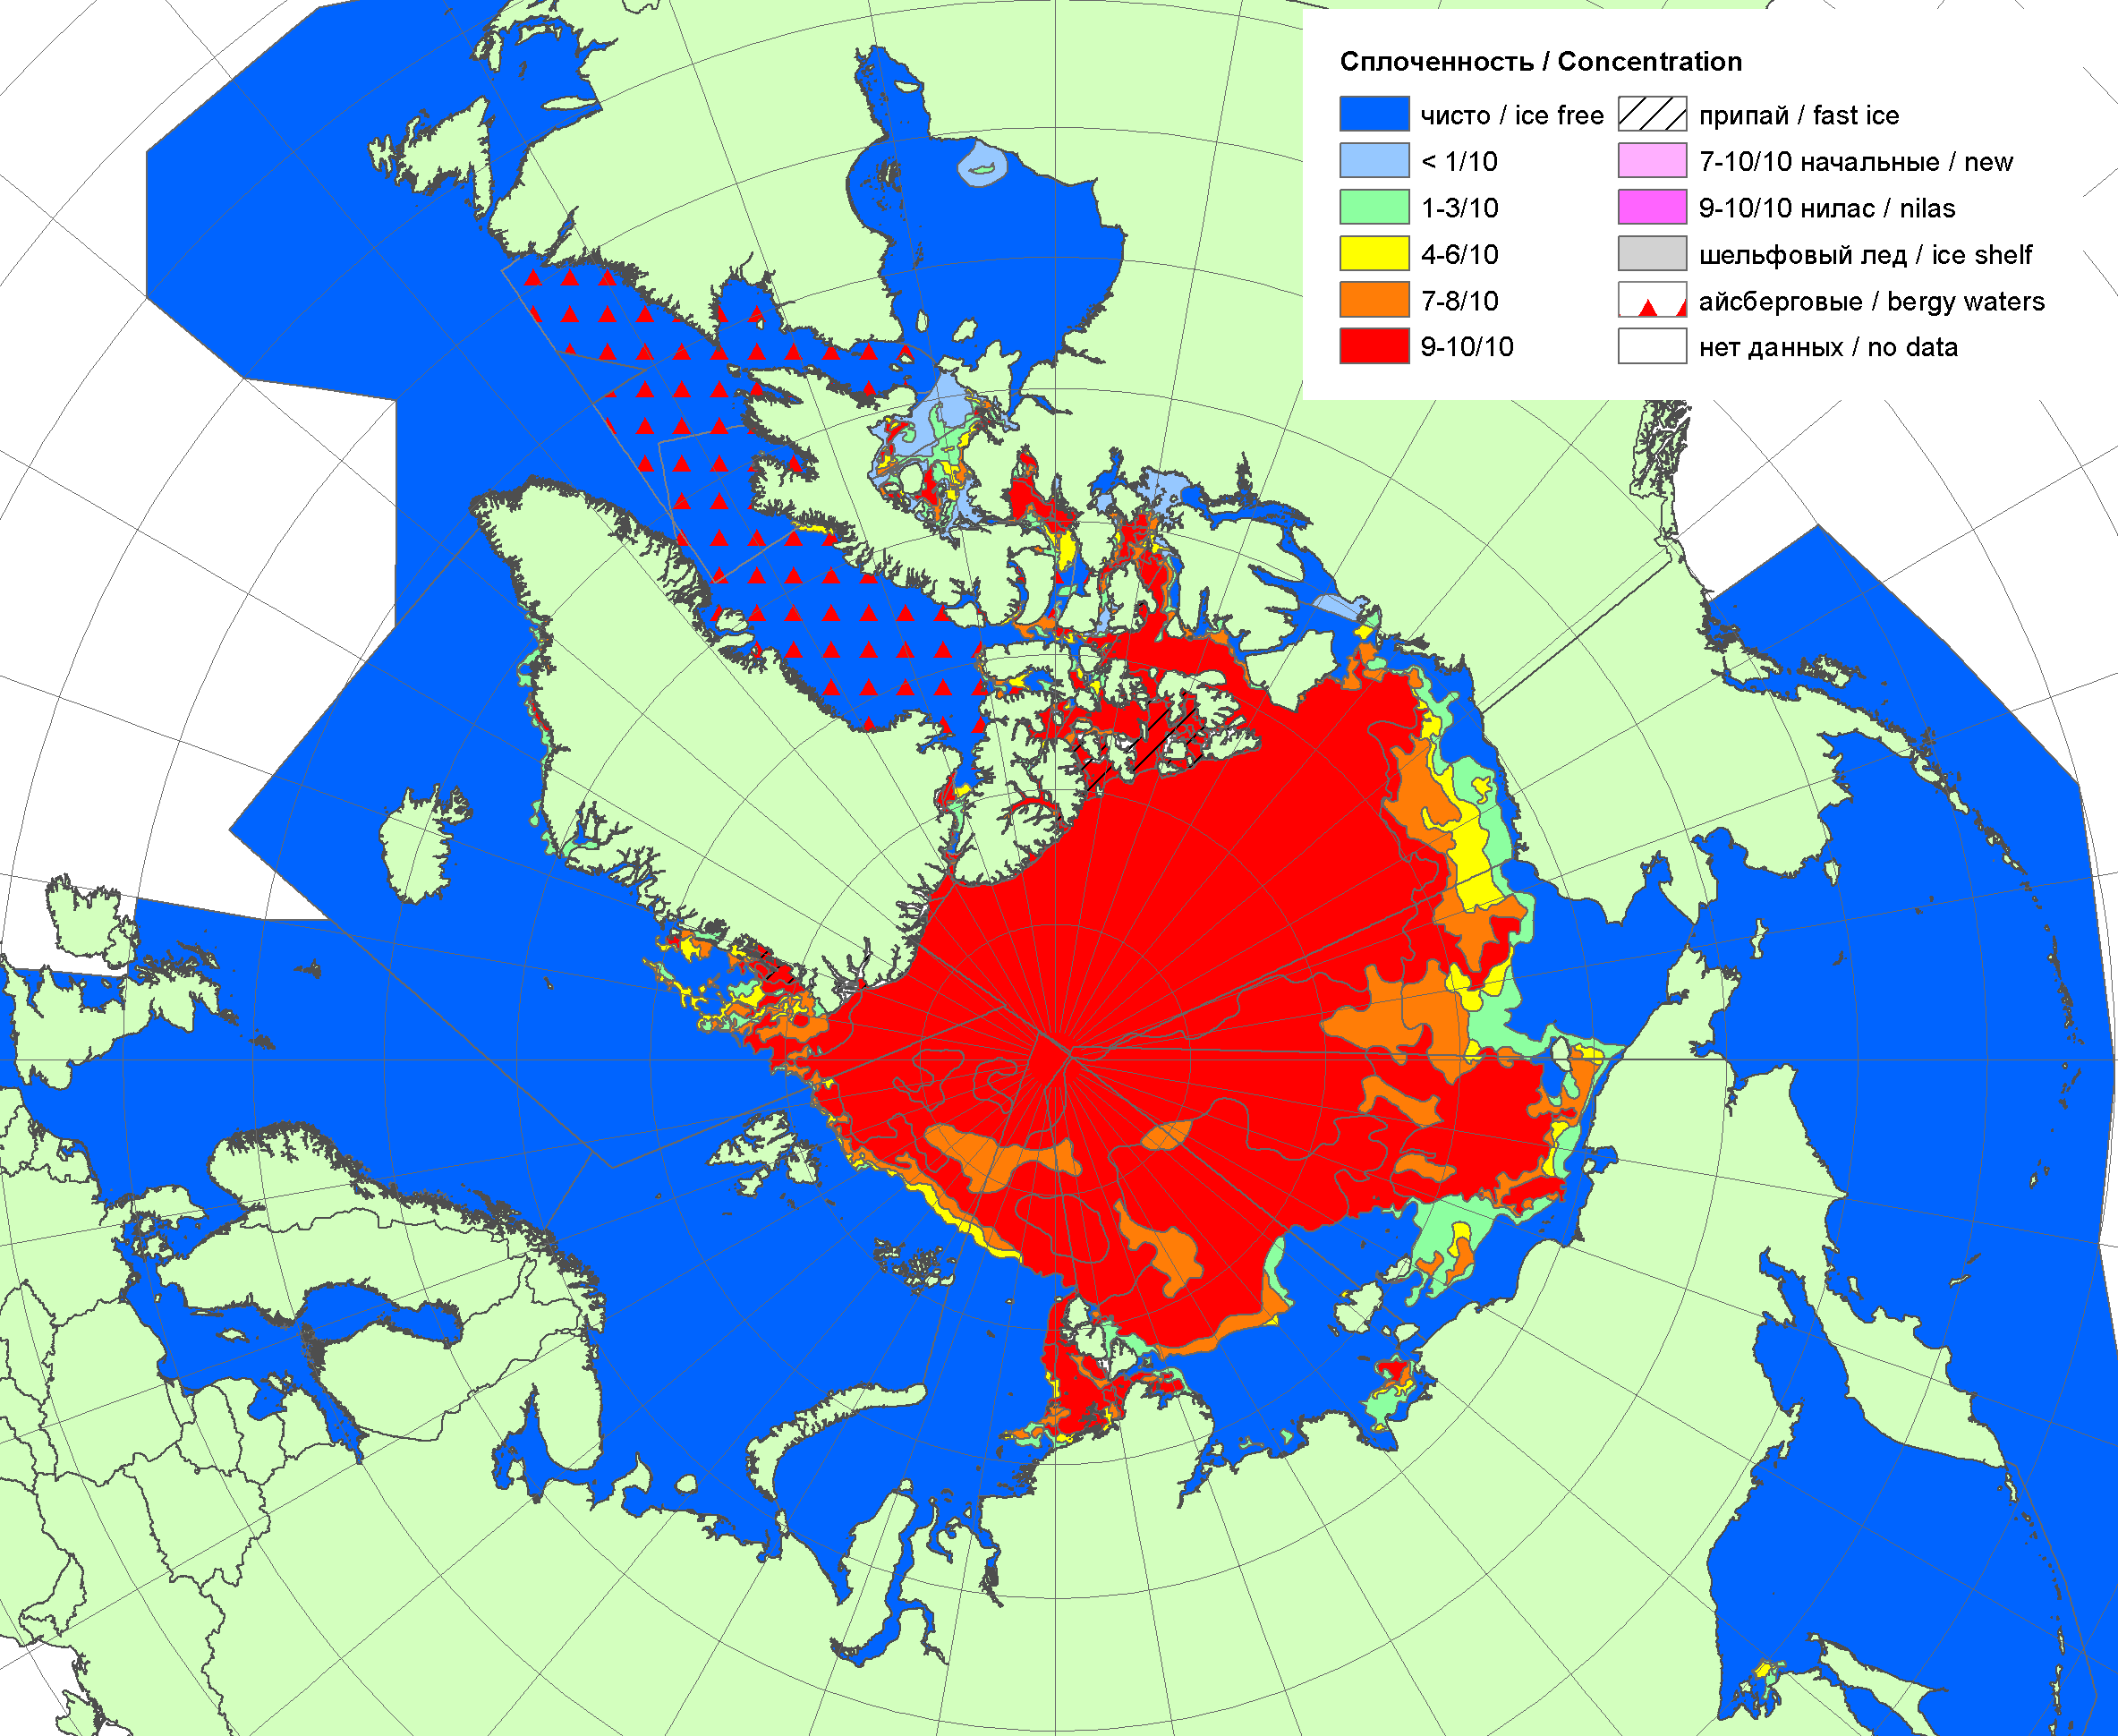 Сплоченность / Concentration
чисто / ice free
< 1/10
1-3/10
4-6/10
7-8/10
9-10/10
припай / fast ice
7-10/10 начальные / new
9-10/10 нилас / nilas
шельфовый лед / ice shelf
айсберговые / bergy waters
нет данных / no data